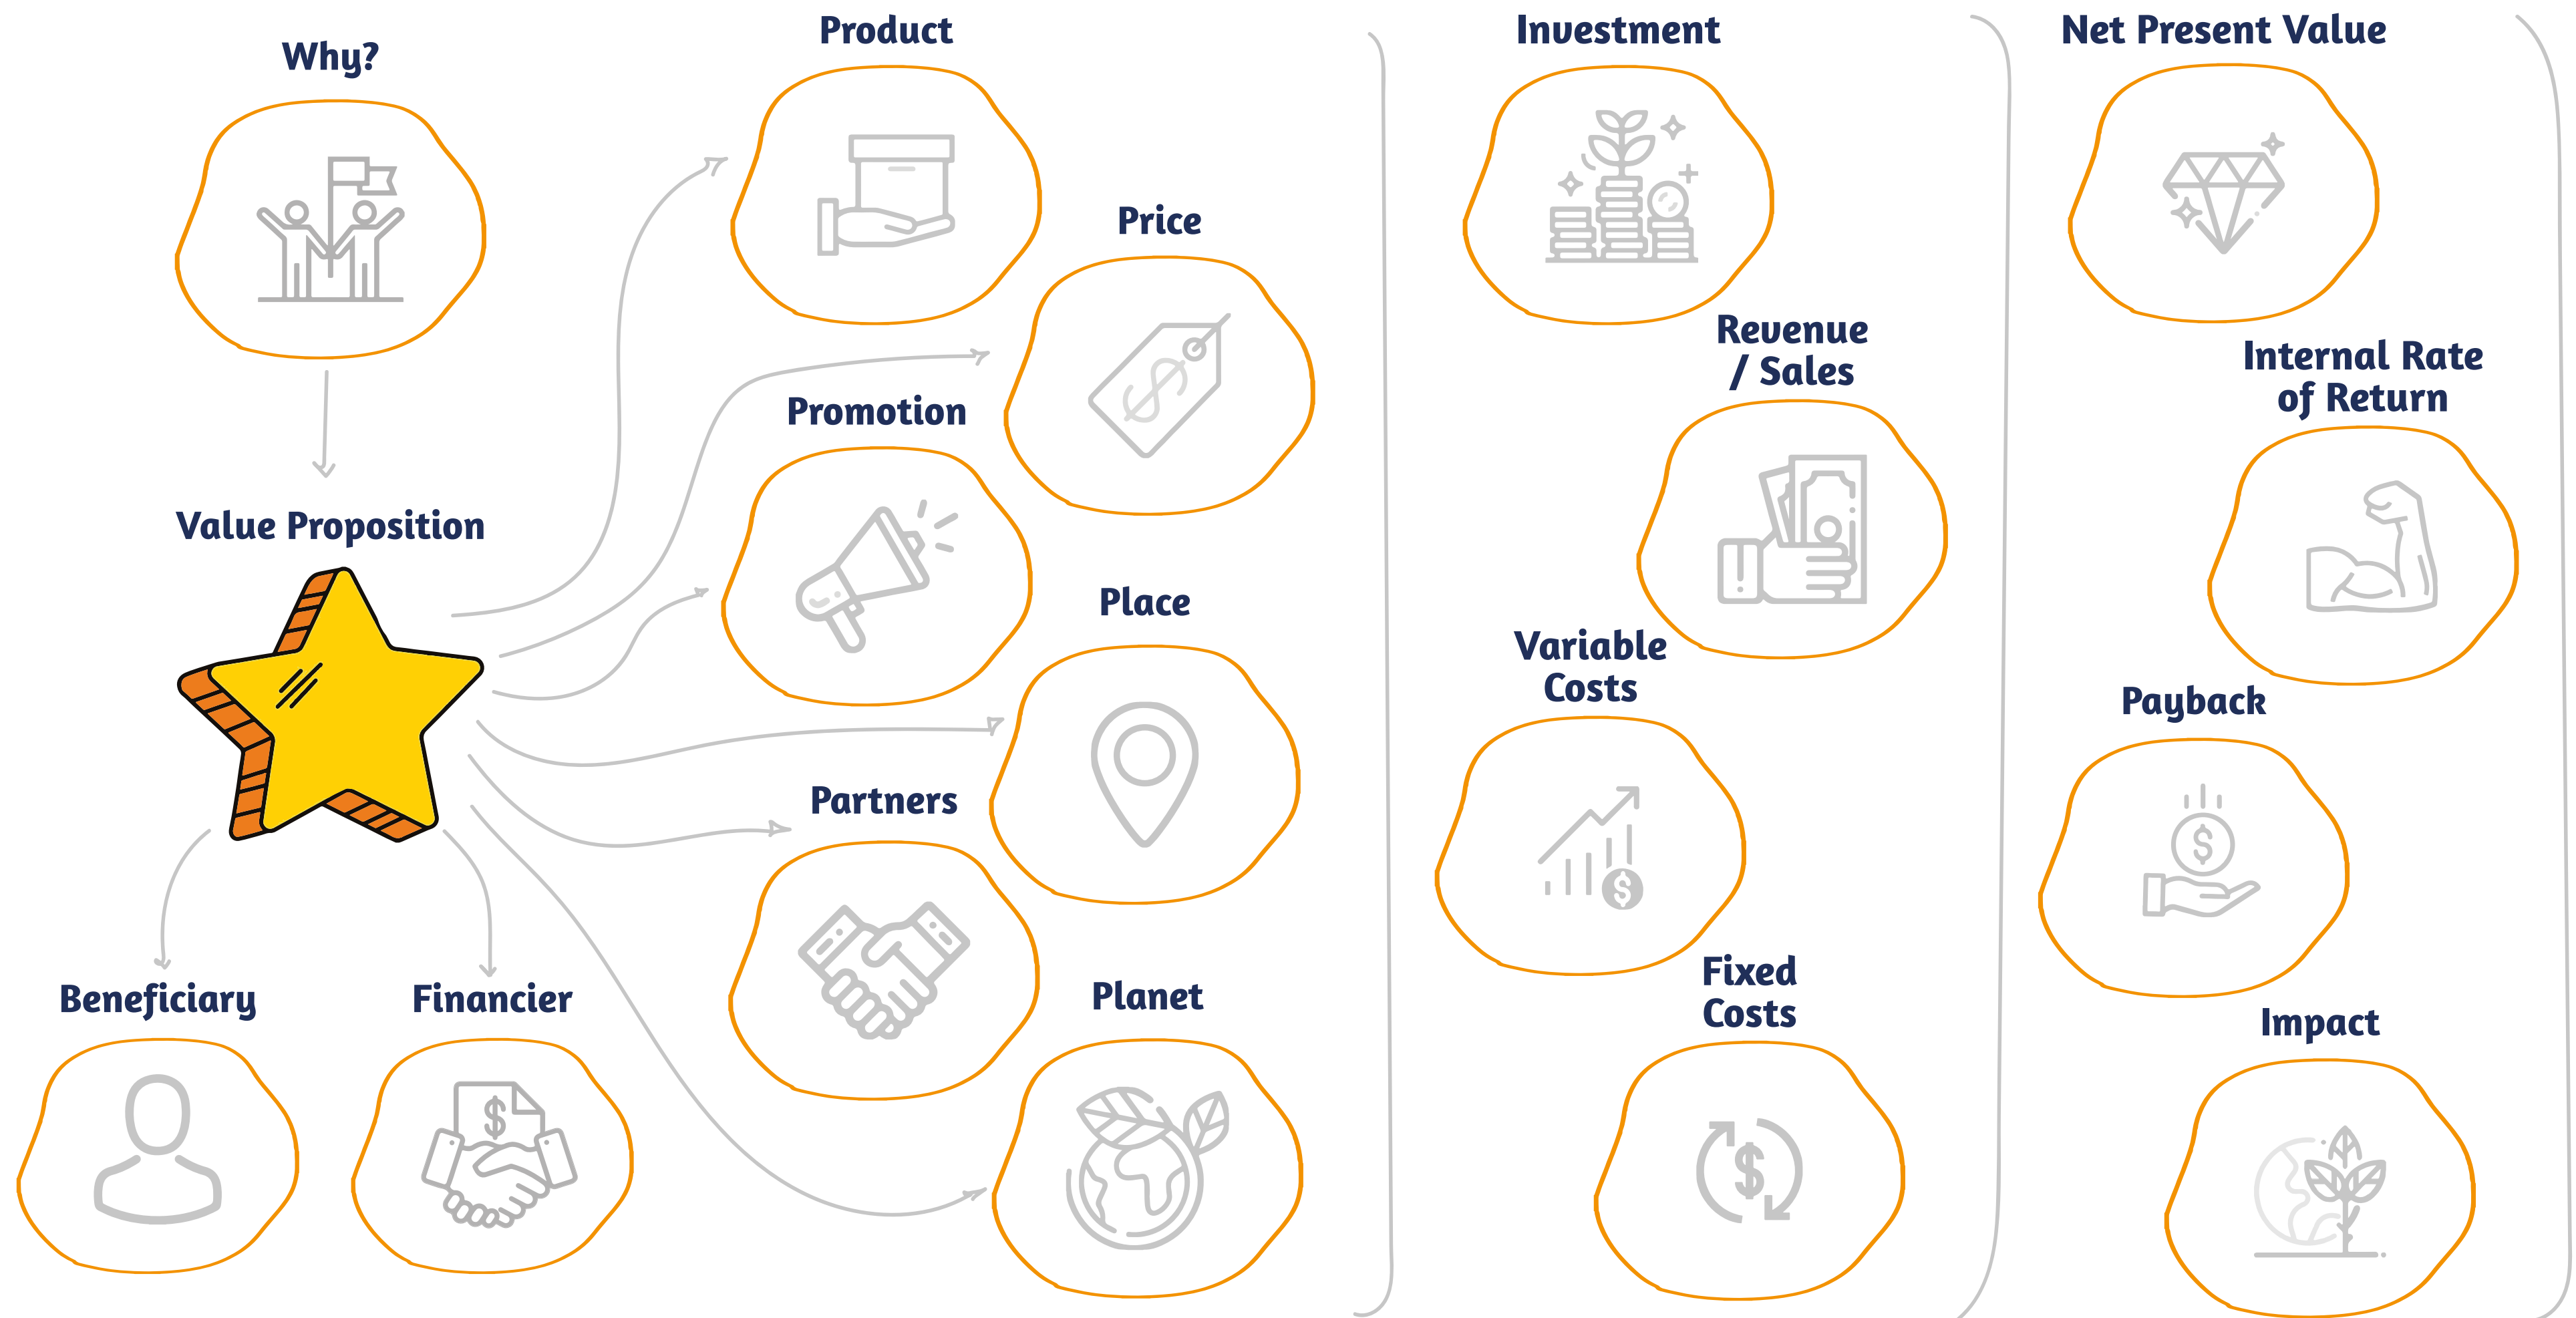 Why?
Value Proposition
Beneficiary
Financier
Product
Price
Promotion
Place
Partners
Planet
Investment
Revenue
/ Sales
Variable
Costs
Fixed
Costs
Net Present Value
Internal Rate
of Return
Payback
Impact
$
$
$
$
$